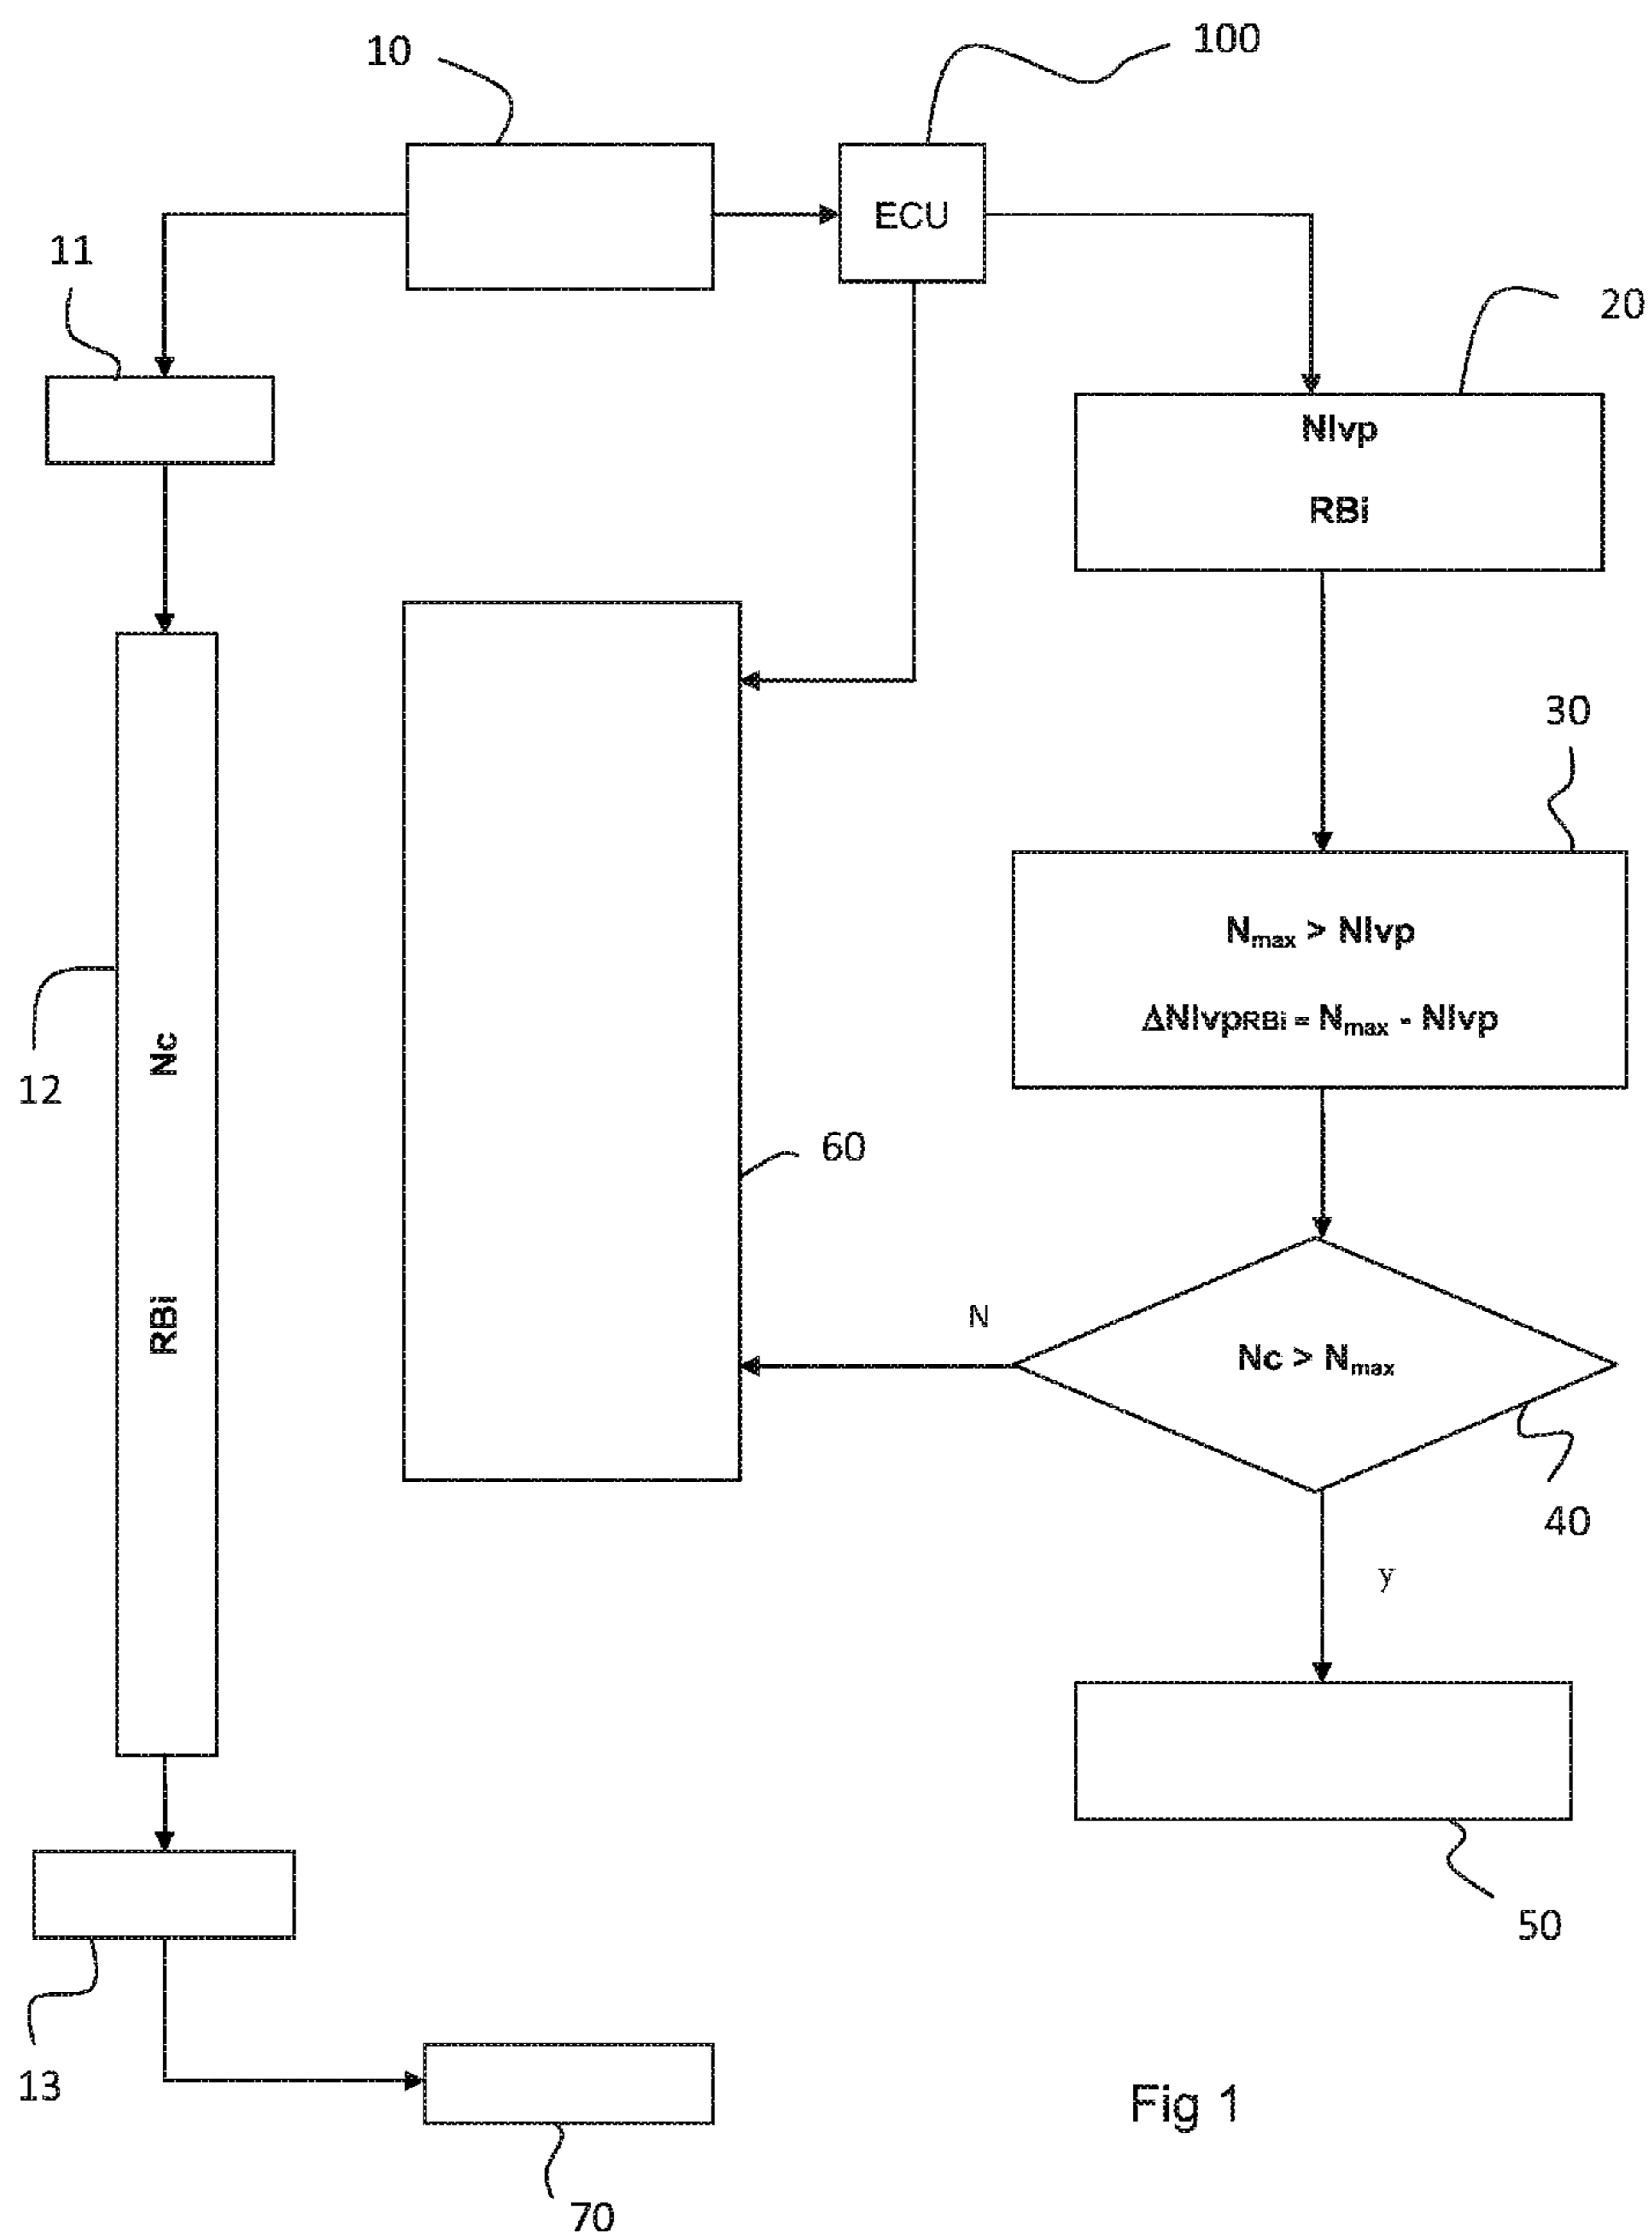 10
100
ECU
11
20
NIvp
RBi
30
Nmax > NIvp
ΔNIvpRBi = Nmax - NIvp
12
Nc
RBi
60
N
Nc > Nmax
40
y
50
13
70
Fig 1